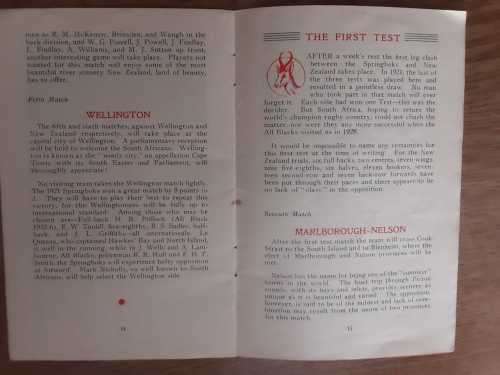 men as R. M. McKenzie, Brisnden, and Waugh in the
back division, and W. G. Powell, J. Powell, J. Findlay,
L. Findlay, A. Williams, and M. J. Sutton up front,
another interesting game will take place. Players not
wanted for this match will enjoy some of the most
beautiful river scenery New Zealand, land of beauty,
has to offer.
Fifth Match
WELLINGTON
The fifth and sixth matches, against Wellington and
New Zealand respectively, will take place at the
capital city of Wellington. A parliamentary reception
will be held to welcome the South Africans. Welling-
ton is known as the "windy city," an appellation Cape
Town, with its South Easter and Parliament, will
thoroughly appreciate!
No visiting team takes the Wellington match lightly.
The 1921 Springboks won a great match by 8 points to
3. They will have to play their best to repeat this
victory, for the Wellingtonians will be fully up to
international standard. Among those who may be
chosen are—Full-back H. R. Pollock (All Black
1932-6), E. W. Tindill, five-eighths, B. S. Sadler, half-
back, and J. L. Griffiths—all internationals. Le
Quesne, who captained Hawkes' Bay and North Island,
is well in the running, while in J. Wells and A. Lam-
bourne, All Blacks, policeman R. R. Hull and F. H. F.
South the Springboks will experience hefty opposition
at forward. Mark Nicholls, so well known to South
Africans, will help select the Wellington side.
THE FIRST TEST
AFTER a week's rest the first big clash
between the Springboks and New
Zealand takes place. In 1921, the last of
the three tests was played here and
resulted in a pointless draw. No man
who took part in that match will ever
forget it. Each side had won one Test—this was the
decider. But South Africa, hoping to return the
world's champion rugby country, could not clinch the
matter—nor were they any more successful when the
All Blacks visited us in 1928.
It would be impossible to name any certainties for
this first test at the time of writing. For the New
Zealand trials, six full backs, two centres, seven wings,
nine five-eighths, six halves, eleven hookers, seven-
teen second-row and seven back-row forwards have
been put through their paces and there appears to be
no lack of "class" in the opposition.
Seventh Match
MARLBOROUGH-NELSON
After the first test match the team will cross Cook
Strait to the South Island and to Blenheim, where the
elect of Marlborough and Nelson provinces will be
met.
Nelson has the name for being one of the "sunniest"
towns in the world. The boat trip through Picton
sounds, with its bays and inlets, provides scenery as
unique as it is beautiful and varied. The opposition,
however, is said to be of the mildest and lack of com-
bination may result from the union of two provinces
for this match.